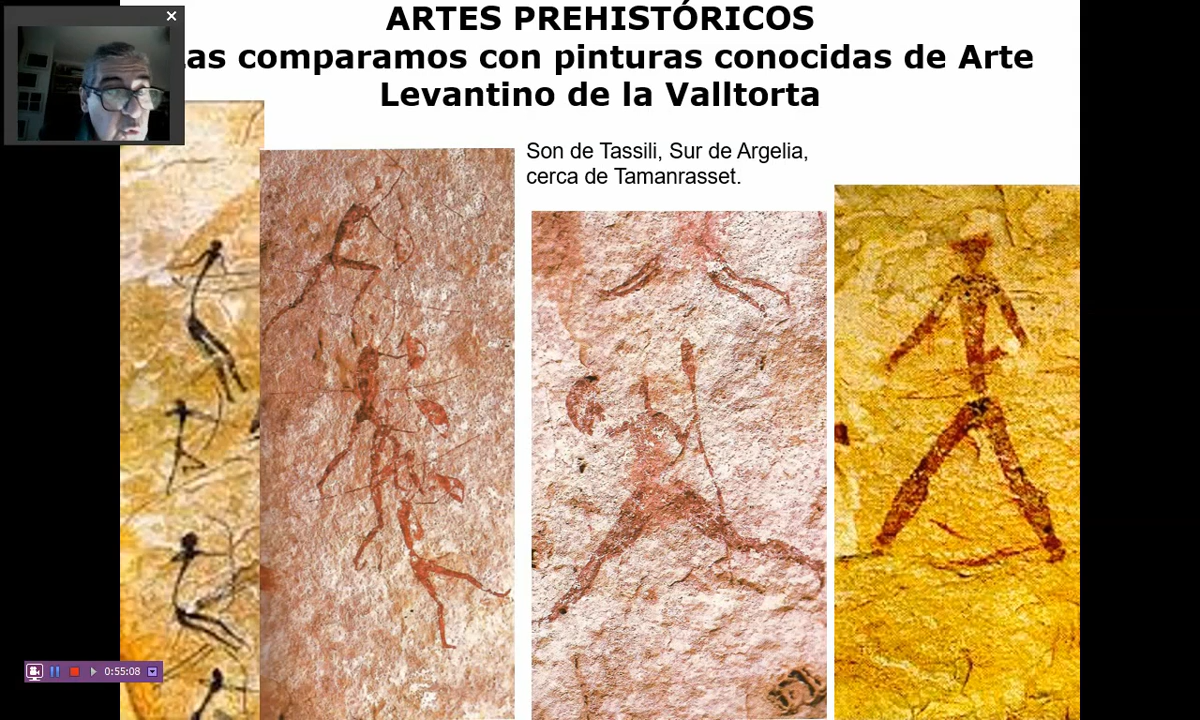 ARTES PREHISTÓRICOS
las comparamos con pinturas conocidas de Arte
Levantino de la Valltorta
Son de Tassili, Sur de Argelia,
cerca de Tamanrasset.
0:55:08